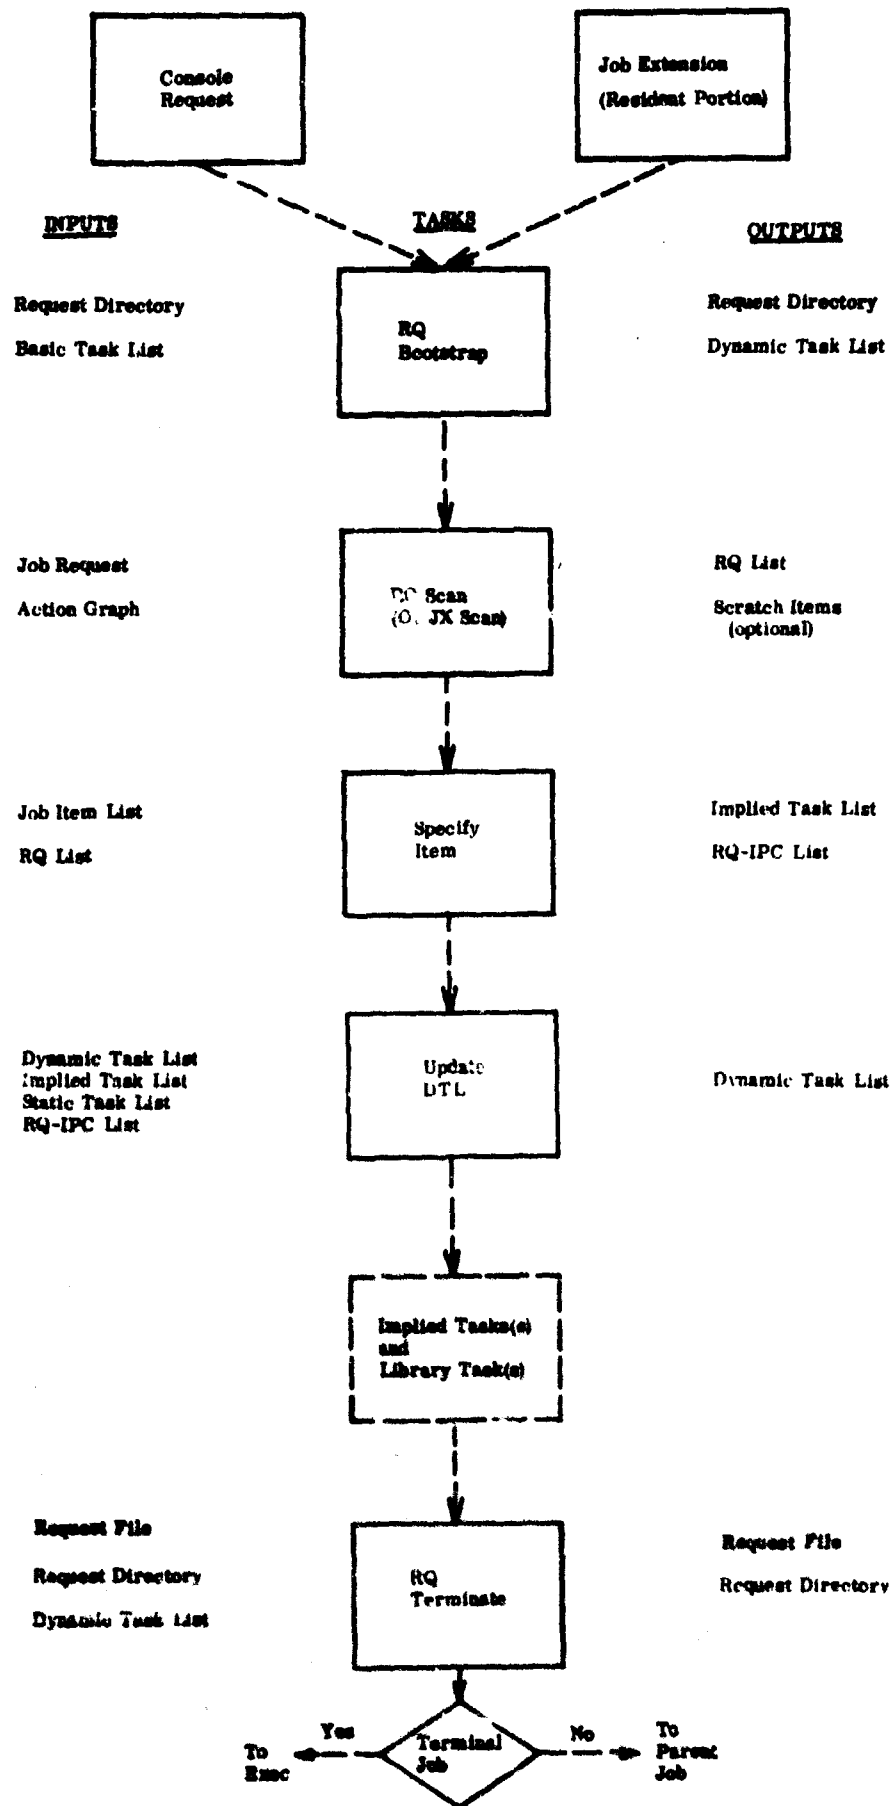 Console
Request
Job Extension
(Resident Portion)
INPUTS
TASKS
OUTPUTS
Request Directory
Basic Task List
RQ
Bootstrap
Request Directory
Dynamic Task List
Job Request
Action Graph
Scan
JX Scan)
RQ List
Scratch Items
(optional)
Job Item List
RQ List
Specify
Item
Implied Task List
RQ-IPC List
Dynamic Task List
Implied Task List
Static Task List
RQ-IPC List
Update
DTL
Dynamic Task List
Implied Tasks(s)
and
Library Task(s)
Request File
Request Directory
Dynamic Task List
RQ
Terminate
Request File
Request Directory
Yes
To
Exec
Terminal
Job
No
To
Parent
Job